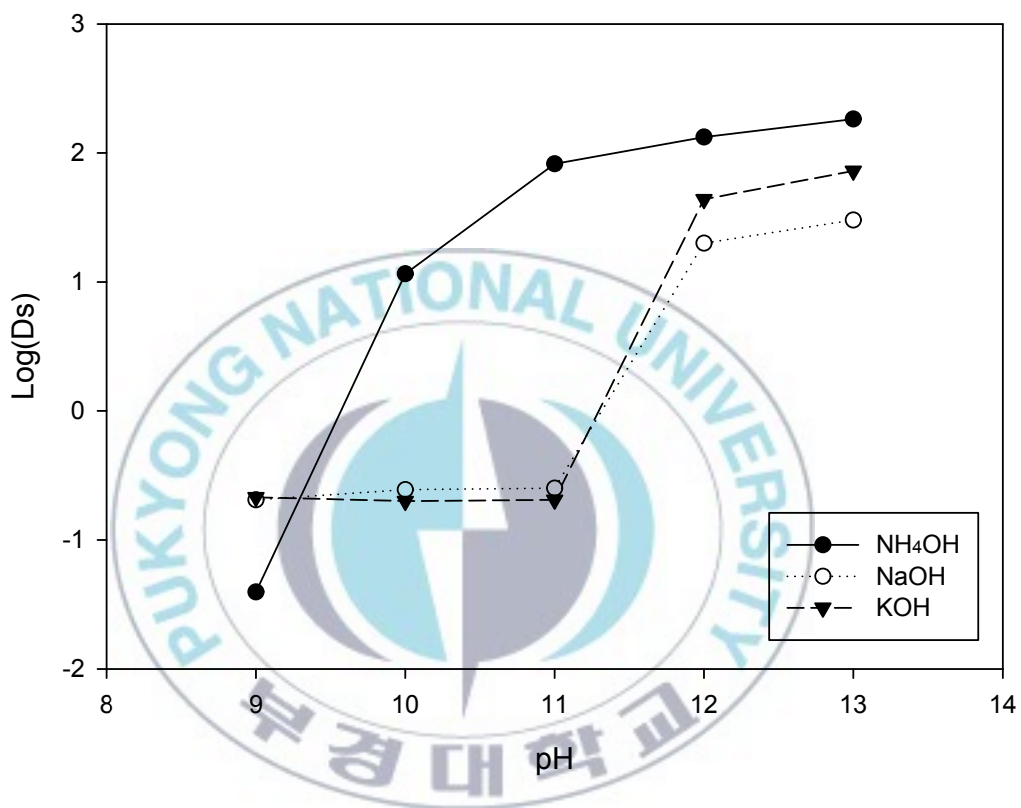 3
2
1
0
-1
-2
Log(Ds)
8 9 10 11 12 13 14
pH
NH₄OH
NaOH
KOH
PUKYONG NATIONAL UNIVERSITY
부경대학교